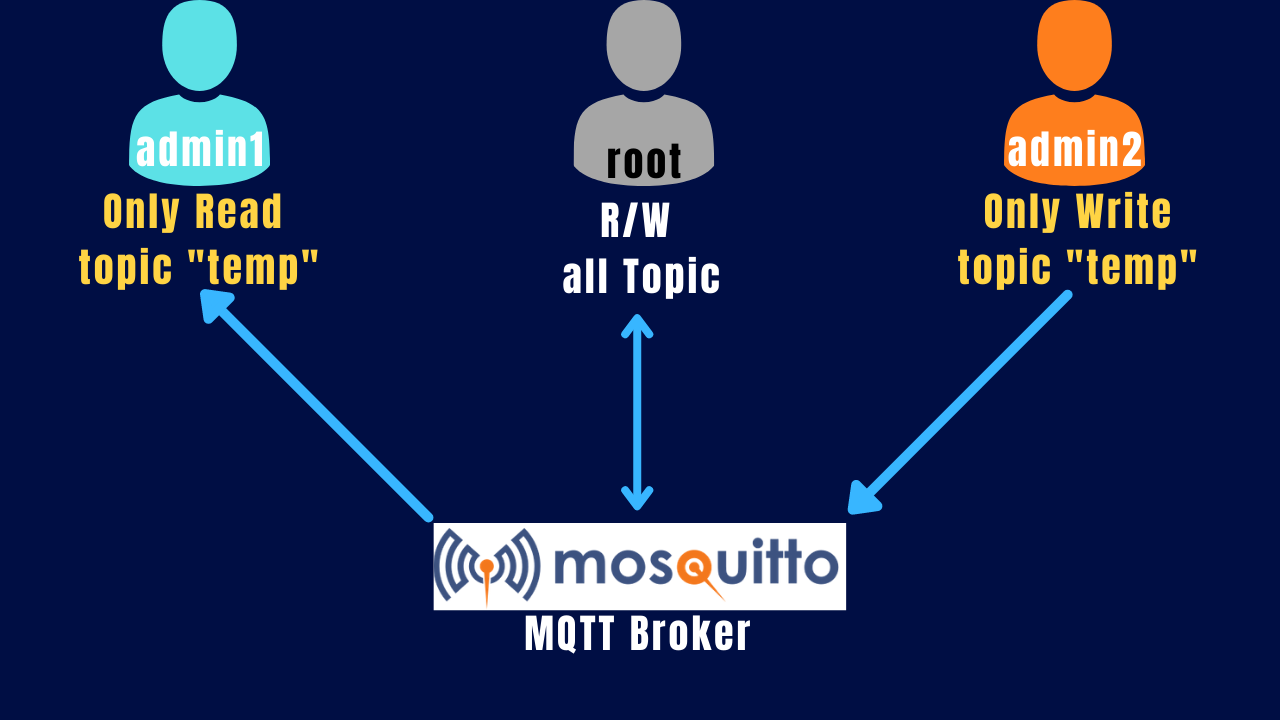 admin1
Only Read
topic "temp"
root
R/W
all Topic
admin2
Only Write
topic "temp"
mosquitto
MQTT Broker